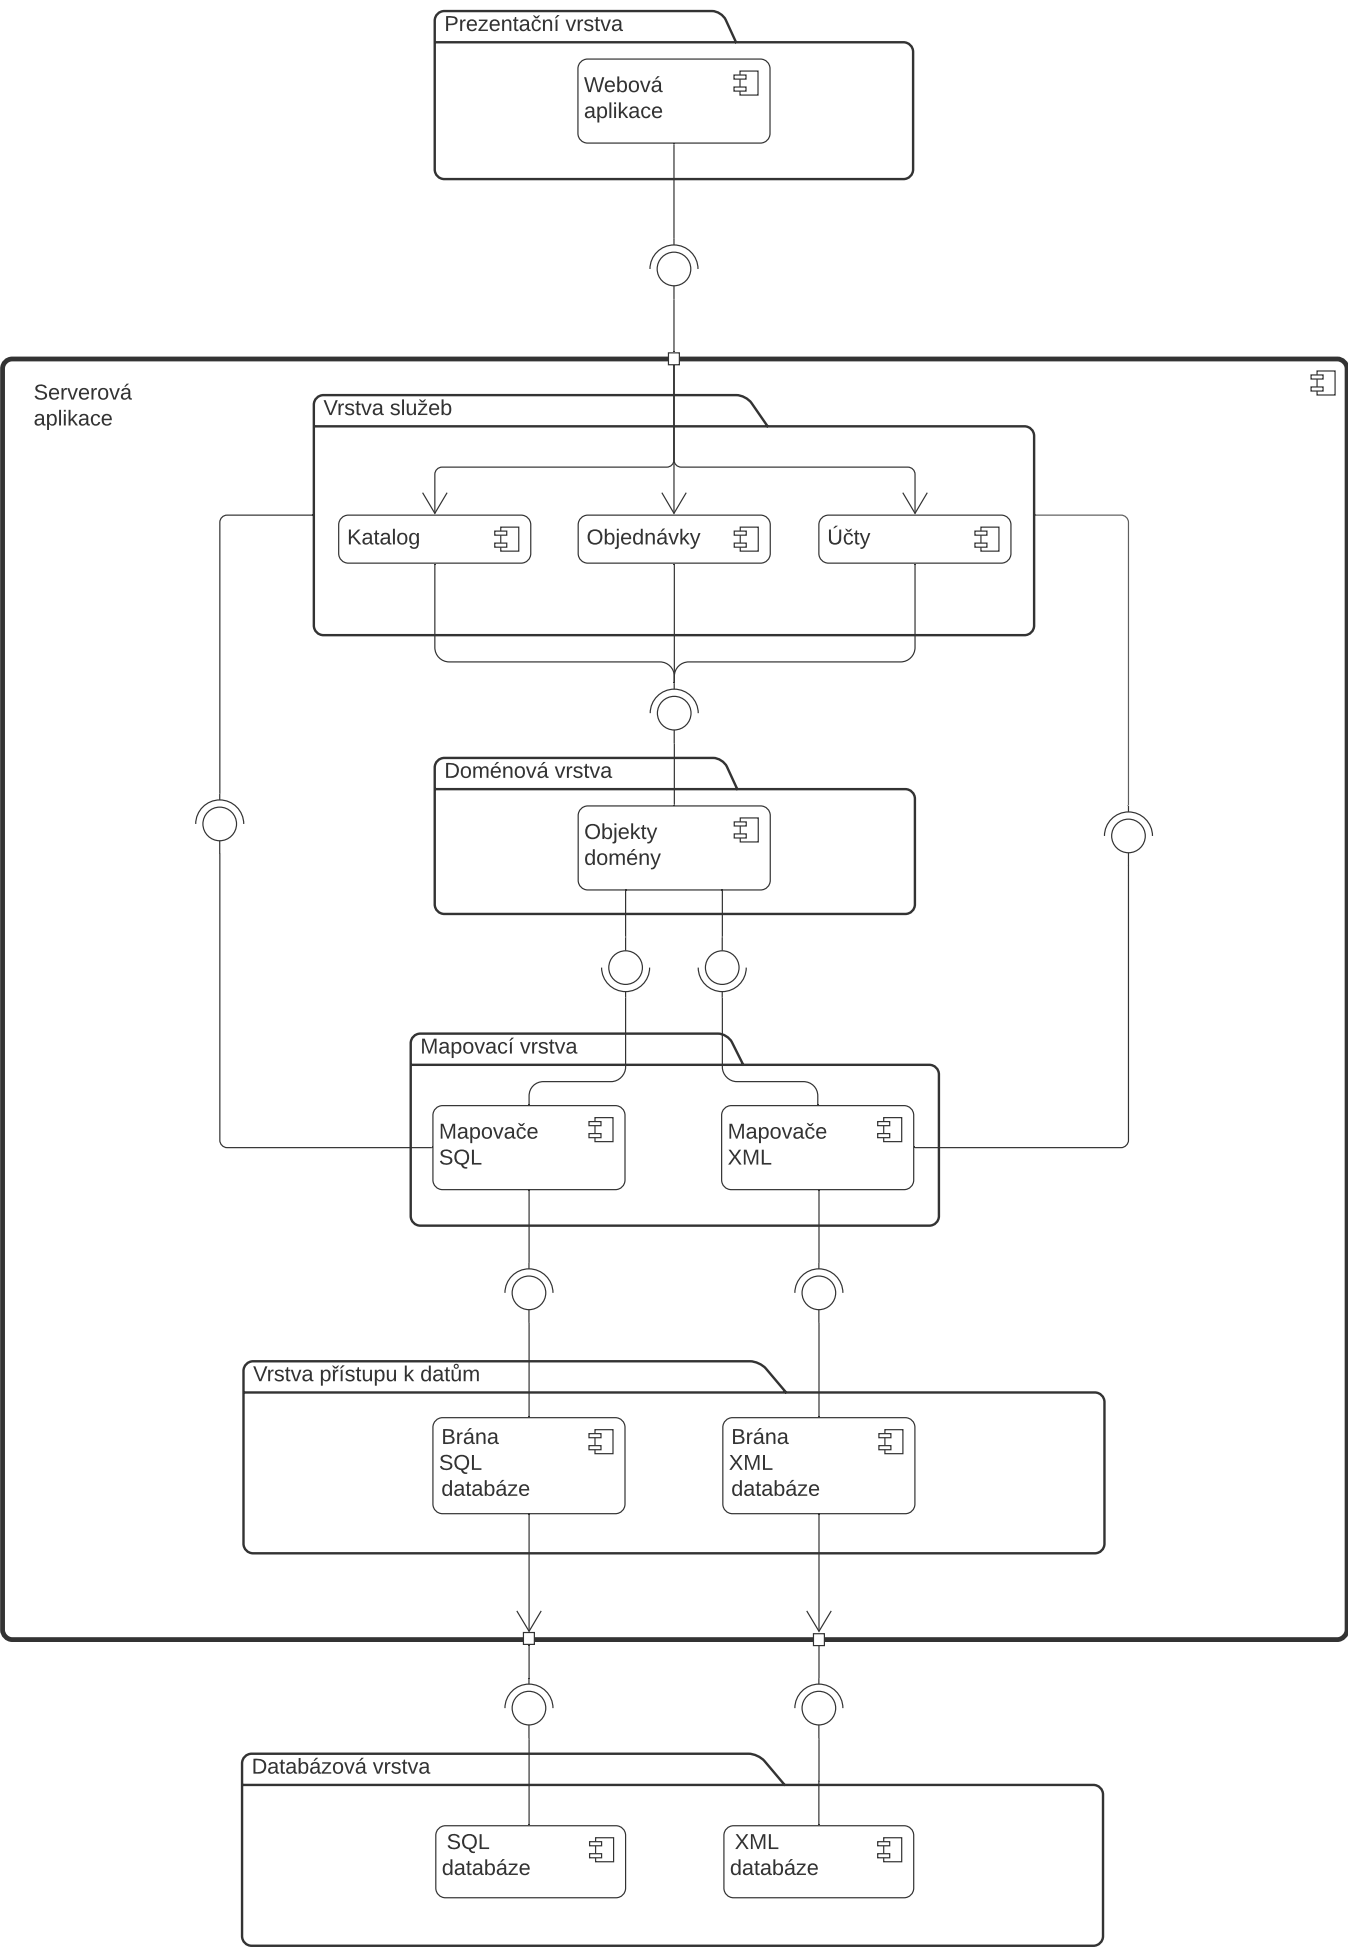 Prezentační vrstva
Webová
aplikace
Serverová
aplikace
Vrstva služeb
Katalog
Objednávky
Účty
Doménová vrstva
Objekty
domény
Mapovací vrstva
Mapovače
SQL
Mapovače
XML
Vrstva přístupu k datům
Brána
SQL
databáze
Brána
XML
databáze
Databázová vrstva
SQL
databáze
XML
databáze